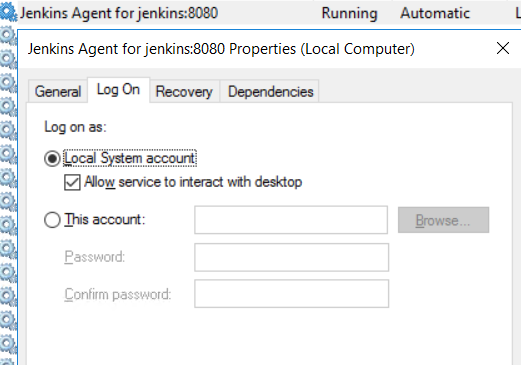 Jenkins Agent for jenkins:8080 Running Automatic L
Jenkins Agent for jenkins:8080 Properties (Local Computer)
General Log On Recovery Dependencies
Log on as:
Local System account
Allow service to interact with desktop
This account: Browse...
Password:
Confirm password: